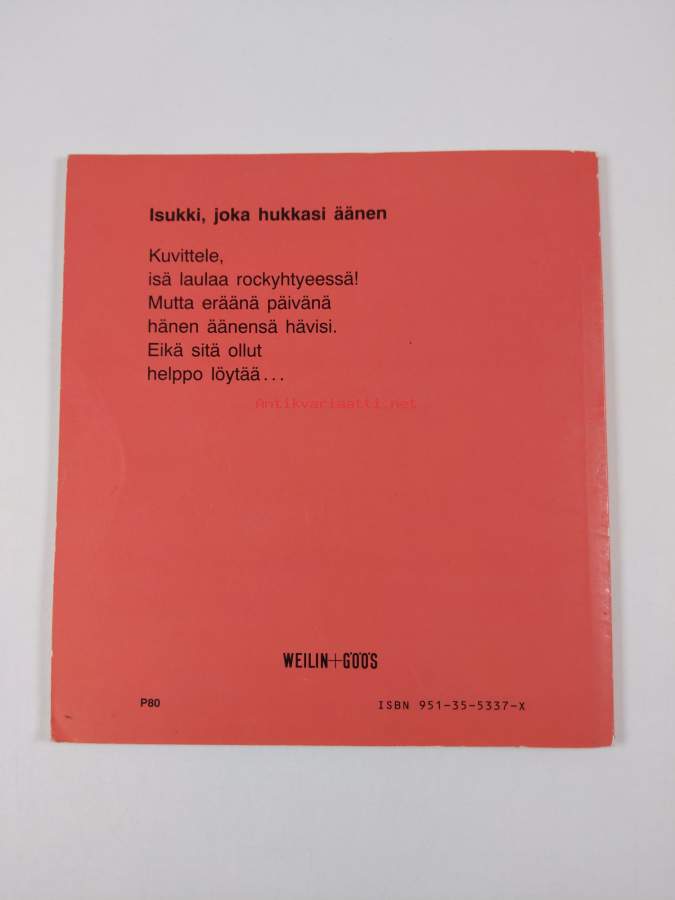 Isukki, joka hukkasi äänen
Kuvittele,
isä laulaa rockyhtyeessä!
Mutta eräänä päivänä
hänen äänensä hävisi.
Eikä sitä ollut
helppo löytää...
Antikvariaatti.net
WEILIN+GÖÖS
P80
ISBN 951-35-5337-X